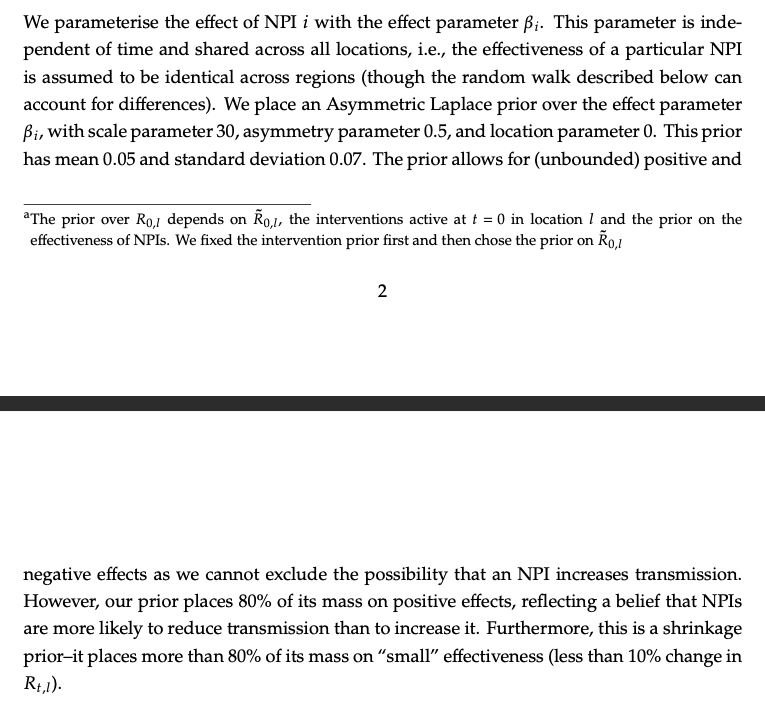 We parameterise the effect of NPI i with the effect parameter βᵢ. This parameter is inde-
pendent of time and shared across all locations, i.e., the effectiveness of a particular NPI
is assumed to be identical across regions (though the random walk described below can
account for differences). We place an Asymmetric Laplace prior over the effect parameter
βᵢ, with scale parameter 30, asymmetry parameter 0.5, and location parameter 0. This prior
has mean 0.05 and standard deviation 0.07. The prior allows for (unbounded) positive and
ᵃThe prior over R₀,ₗ depends on R̃₀,ₗ, the interventions active at t = 0 in location l and the prior on the
effectiveness of NPIs. We fixed the intervention prior first and then chose the prior on R̃₀,ₗ
2
negative effects as we cannot exclude the possibility that an NPI increases transmission.
However, our prior places 80% of its mass on positive effects, reflecting a belief that NPIs
are more likely to reduce transmission than to increase it. Furthermore, this is a shrinkage
prior–it places more than 80% of its mass on “small” effectiveness (less than 10% change in
Rₜ,ₗ).